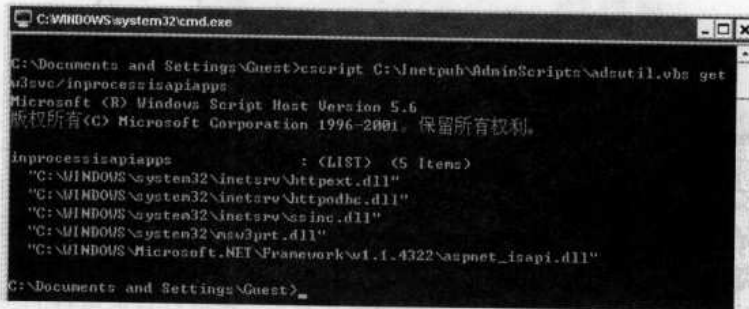 C:\WINDOWS\system32\cmd.exe
C:\Documents and Settings\Guest>cscript C:\Inetpub\AdminScripts\adsutil.vbs get
w3svc/inprocessisapiapps
Microsoft (R) Windows Script Host Version 5.6
版权所有(C) Microsoft Corporation 1996-2001。保留所有权利。
inprocessisapiapps : (LIST) (5 Items)
"C:\WINDOWS\system32\inetsrv\httpext.dll"
"C:\WINDOWS\system32\inetsrv\httpodbc.dll"
"C:\WINDOWS\system32\inetsrv\ssinc.dll"
"C:\WINDOWS\system32\msw3prt.dll"
"C:\WINDOWS\Microsoft.NET\Framework\v1.1.4322\aspnet_isapi.dll"
C:\Documents and Settings\Guest>_